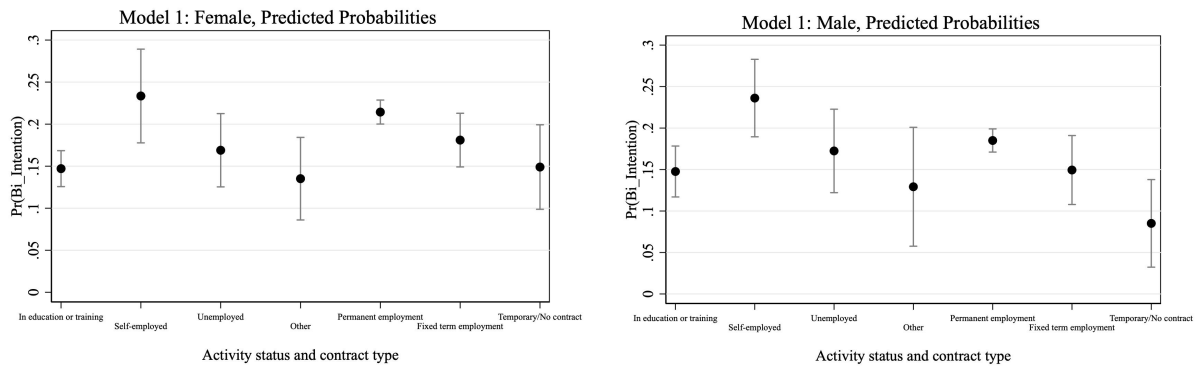 Model 1: Female, Predicted Probabilities
Pr(Bi_Intention)
.3
.25
.2
.15
.1
.05
0
In education or training
Self-employed
Unemployed
Other
Permanent employment
Fixed term employment
Temporary/No contract
Activity status and contract type
Model 1: Male, Predicted Probabilities
Pr(Bi_Intention)
.3
.25
.2
.15
.1
.05
0
In education or training
Self-employed
Unemployed
Other
Permanent employment
Fixed term employment
Temporary/No contract
Activity status and contract type